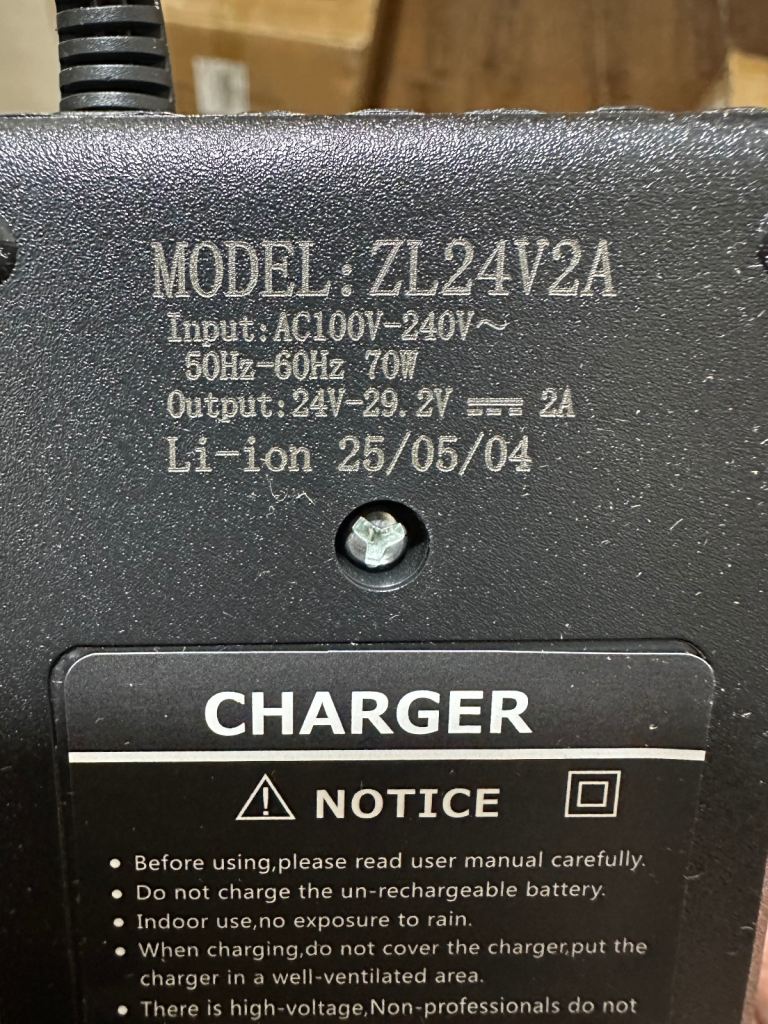 MODEL: ZL24V2A
Input:AC100V-240V~
50Hz-60Hz 70W
Output:24V-29.2V ⎓ 2A
Li-ion 25/05/04
CHARGER
NOTICE
• Before using,please read user manual carefully.
• Do not charge the un-rechargeable battery.
• Indoor use,no exposure to rain.
• When charging,do not cover the charger,put the
charger in a well-ventilated area.
• There is high-voltage,Non-professionals do not